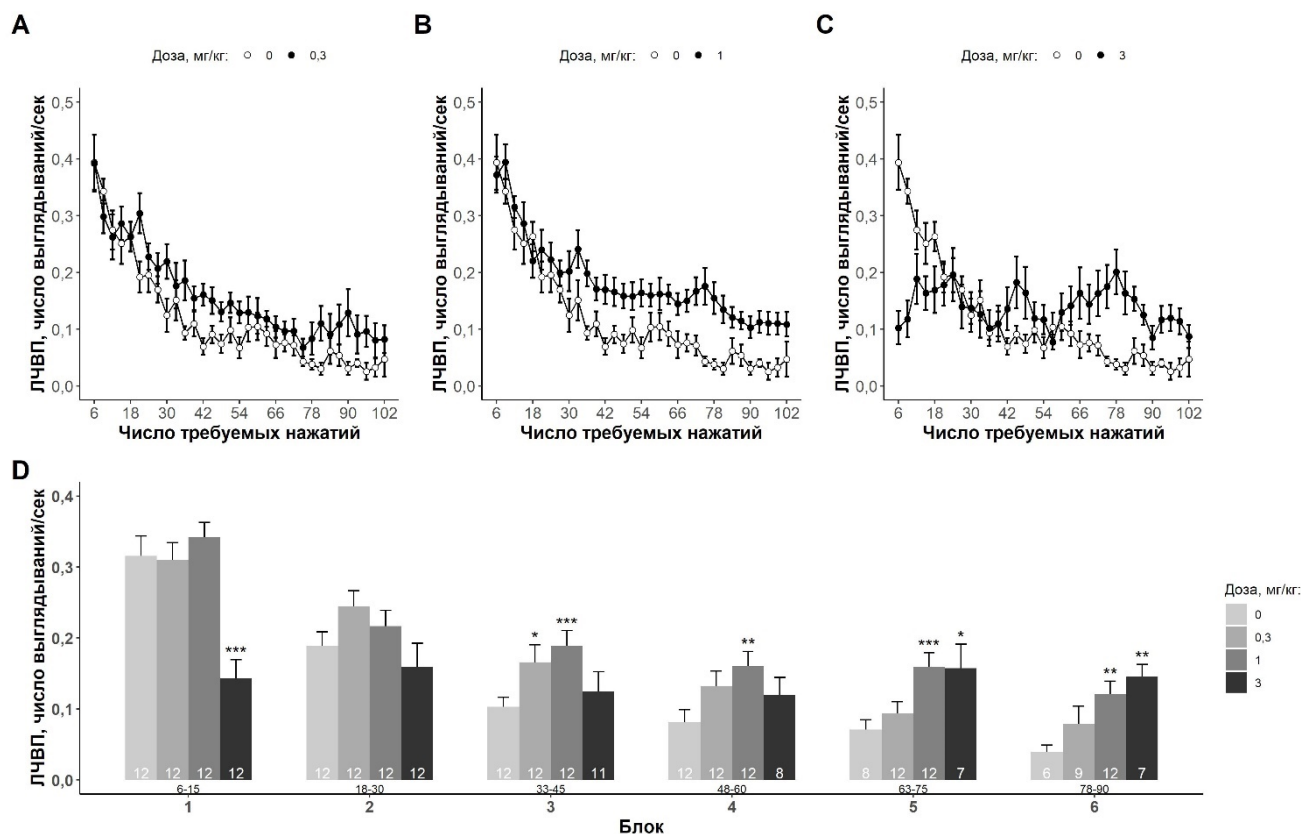 A
Доза, мг/кг: 0 0,3
ЛЧВП, число выглядываний/сек
0,5
0,4
0,3
0,2
0,1
0,0
6 18 30 42 54 66 78 90 102
Число требуемых нажатий
B
Доза, мг/кг: 0 1
ЛЧВП, число выглядываний/сек
0,5
0,4
0,3
0,2
0,1
0,0
6 18 30 42 54 66 78 90 102
Число требуемых нажатий
C
Доза, мг/кг: 0 3
ЛЧВП, число выглядываний/сек
0,5
0,4
0,3
0,2
0,1
0,0
6 18 30 42 54 66 78 90 102
Число требуемых нажатий
D
ЛЧВП, число выглядываний/сек
0,4
0,3
0,2
0,1
0,0
*** * *** ** *** * ** **
12 12 12 12 12 12 12 12 12 12 12 11 12 12 12 8 8 12 12 7 6 9 12 7
6-15 18-30 33-45 48-60 63-75 78-90
1 2 3 4 5 6
Блок
Доза, мг/кг:
0
0,3
1
3